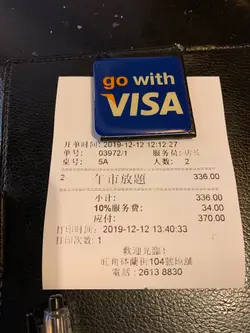 go with
VISA
开单时间: 2019-12-12 12:12:27
单号: 03972/1 服务员: 店长
桌号: 5A 人数: 2
2 午市放題 336.00
小计: 336.00
10%服务费: 34.00
应付: 370.00
打印时间: 2019-12-12 13:40:33
打印次数: 1
歡迎光臨!
旺角砵蘭街104號地舖
電話: 2613 8830